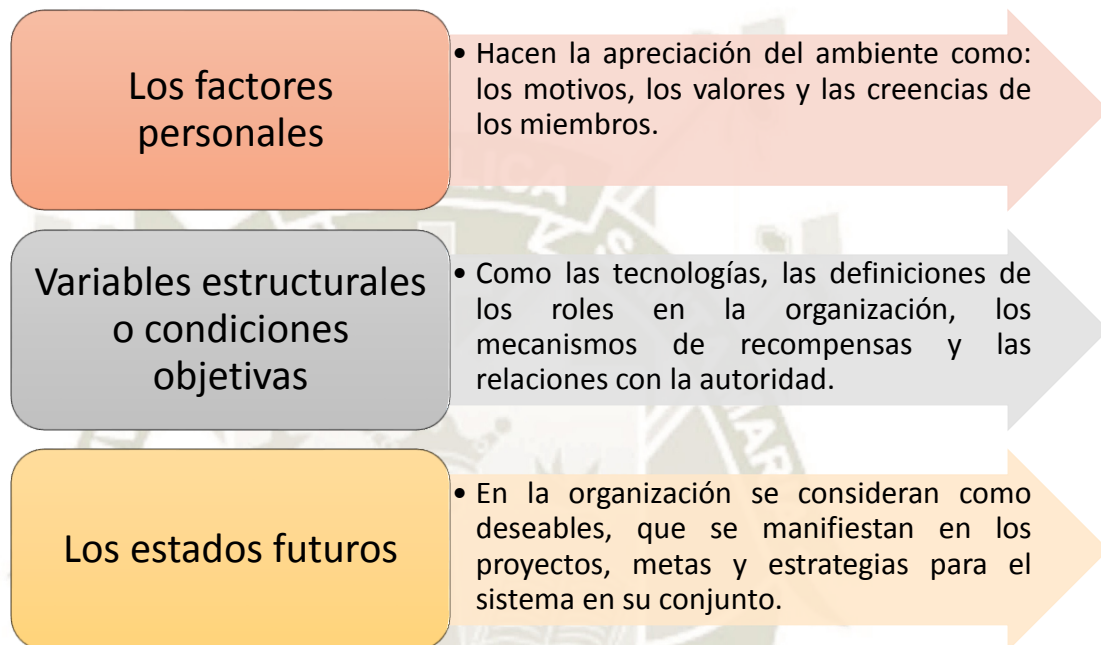 Los factores
personales
• Hacen la apreciación del ambiente como:
los motivos, los valores y las creencias de
los miembros.
Variables estructurales
o condiciones
objetivas
• Como las tecnologías, las definiciones de
los roles en la organización, los
mecanismos de recompensas y las
relaciones con la autoridad.
Los estados futuros
• En la organización se consideran como
deseables, que se manifiestan en los
proyectos, metas y estrategias para el
sistema en su conjunto.